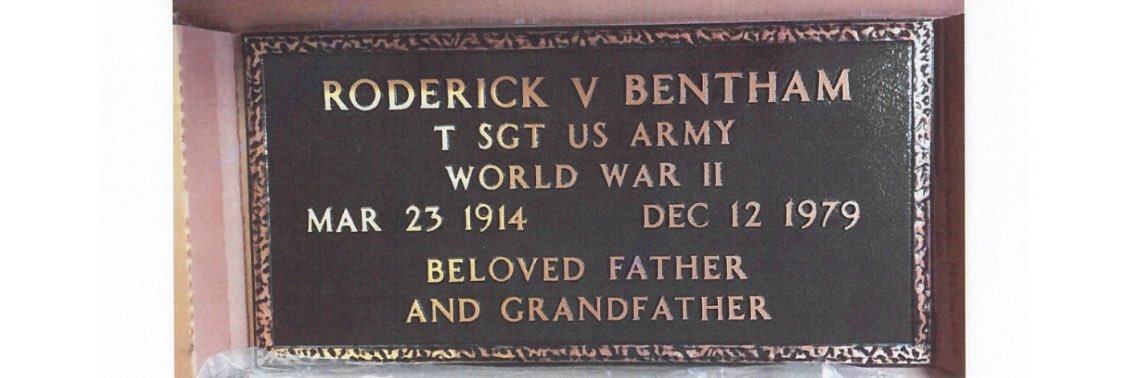 RODERICK V BENTHAM
T SGT US ARMY
WORLD WAR II
MAR 23 1914 DEC 12 1979
BELOVED FATHER
AND GRANDFATHER